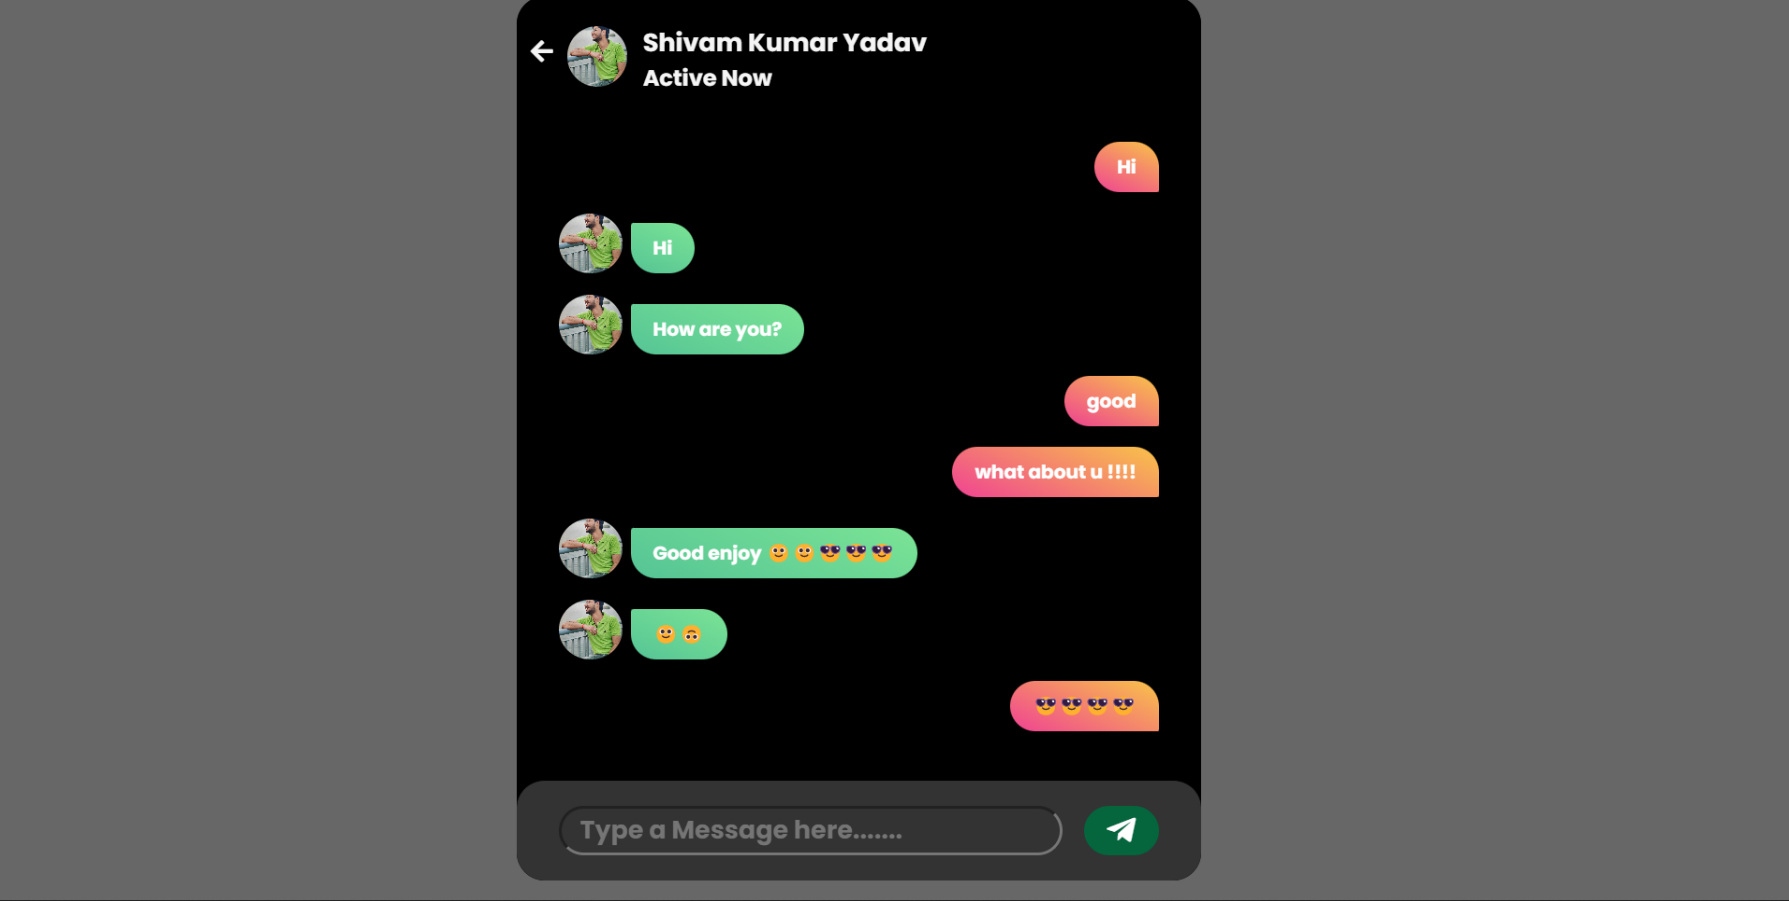 Shivam Kumar Yadav
Active Now
Hi
Hi
How are you?
good
what about u !!!!
Good enjoy 🙂🙂😎😎😎
🙂🙃
😎😎😎😎
Type a Message here.......